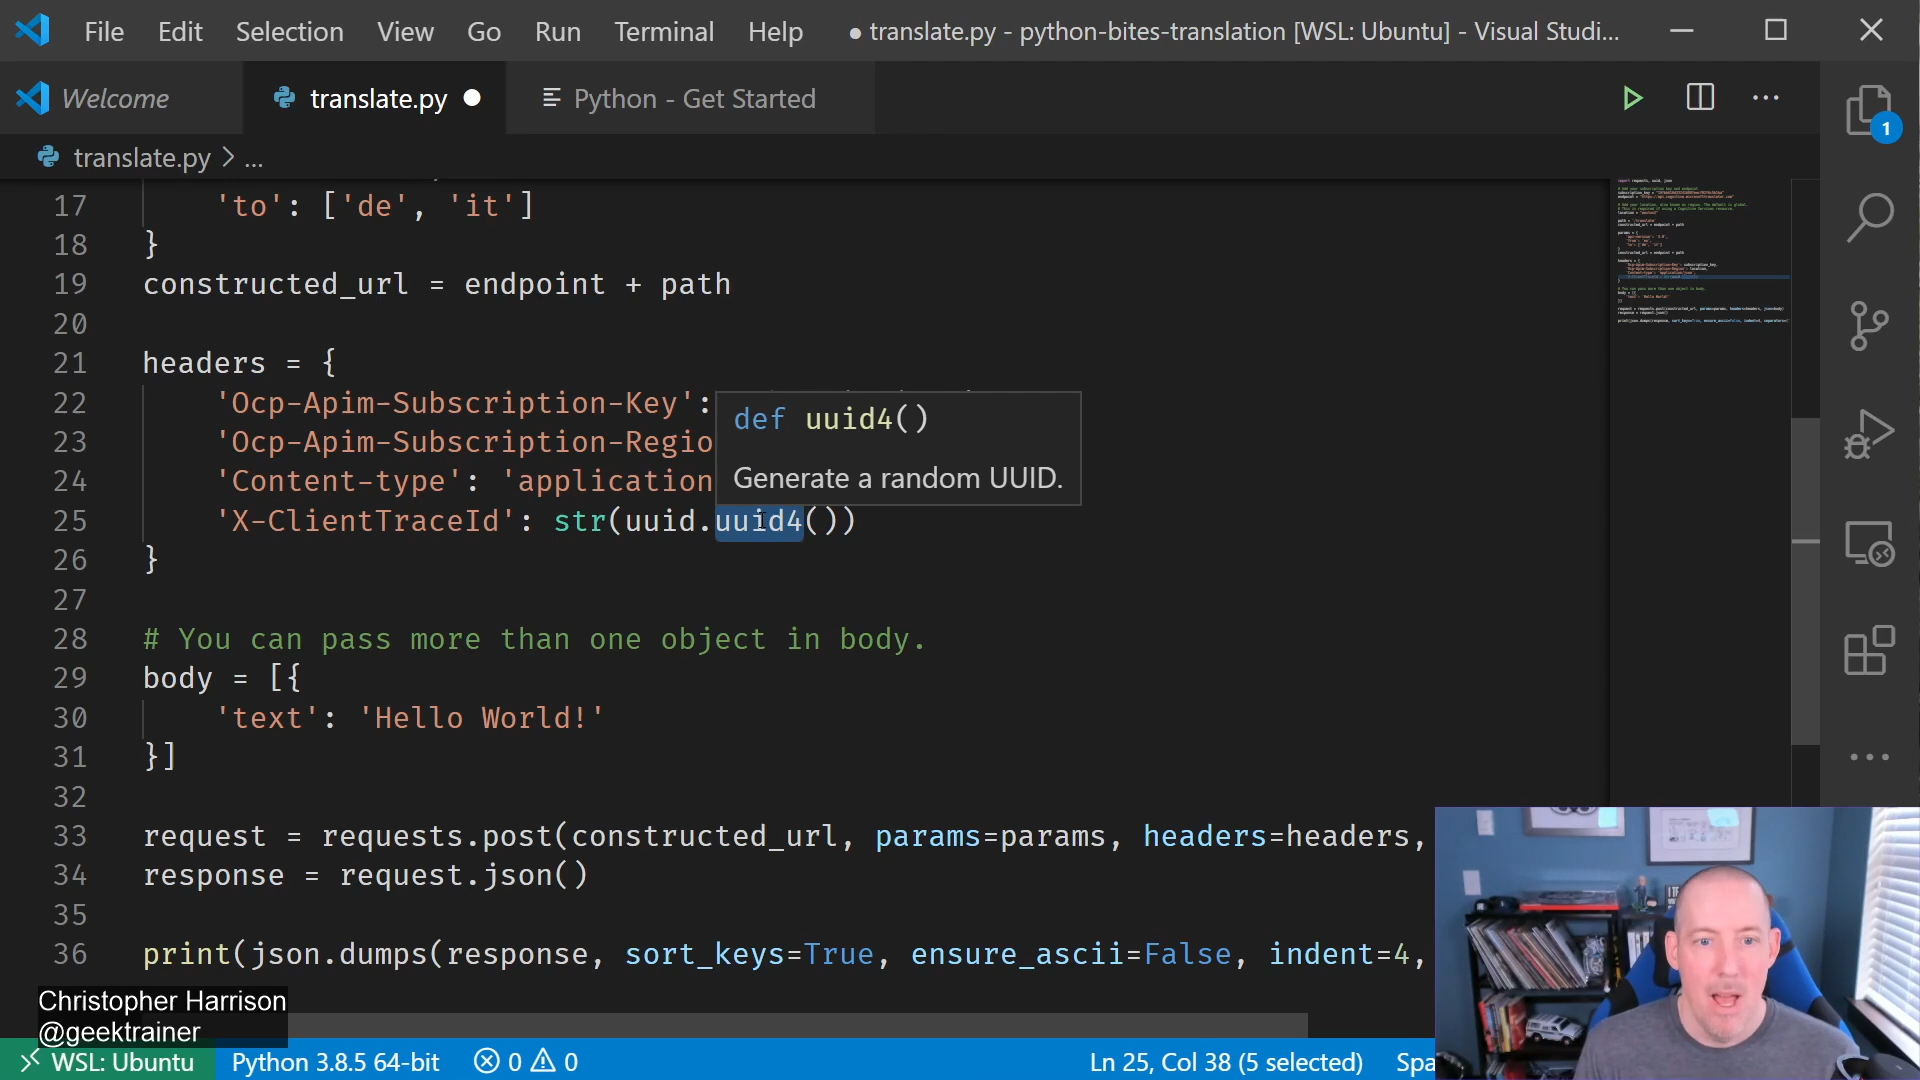 File Edit Selection View Go Run Terminal Help ● translate.py - python-bites-translation [WSL: Ubuntu] - Visual Studi...
Welcome translate.py ● Python - Get Started
translate.py > ...
17 'to': ['de', 'it']
18 }
19 constructed_url = endpoint + path
20
21 headers = {
22 'Ocp-Apim-Subscription-Key':
def uuid4()
23 'Ocp-Apim-Subscription-Regio
24 'Content-type': 'application
Generate a random UUID.
25 'X-ClientTraceId': str(uuid.uuid4())
26 }
27
28 # You can pass more than one object in body.
29 body = [{
30 'text': 'Hello World!'
31 }]
32
33 request = requests.post(constructed_url, params=params, headers=headers,
34 response = request.json()
35
36 print(json.dumps(response, sort_keys=True, ensure_ascii=False, indent=4,
1
Christopher Harrison
@geektrainer
WSL: Ubuntu Python 3.8.5 64-bit 0 0 Ln 25, Col 38 (5 selected) Spa